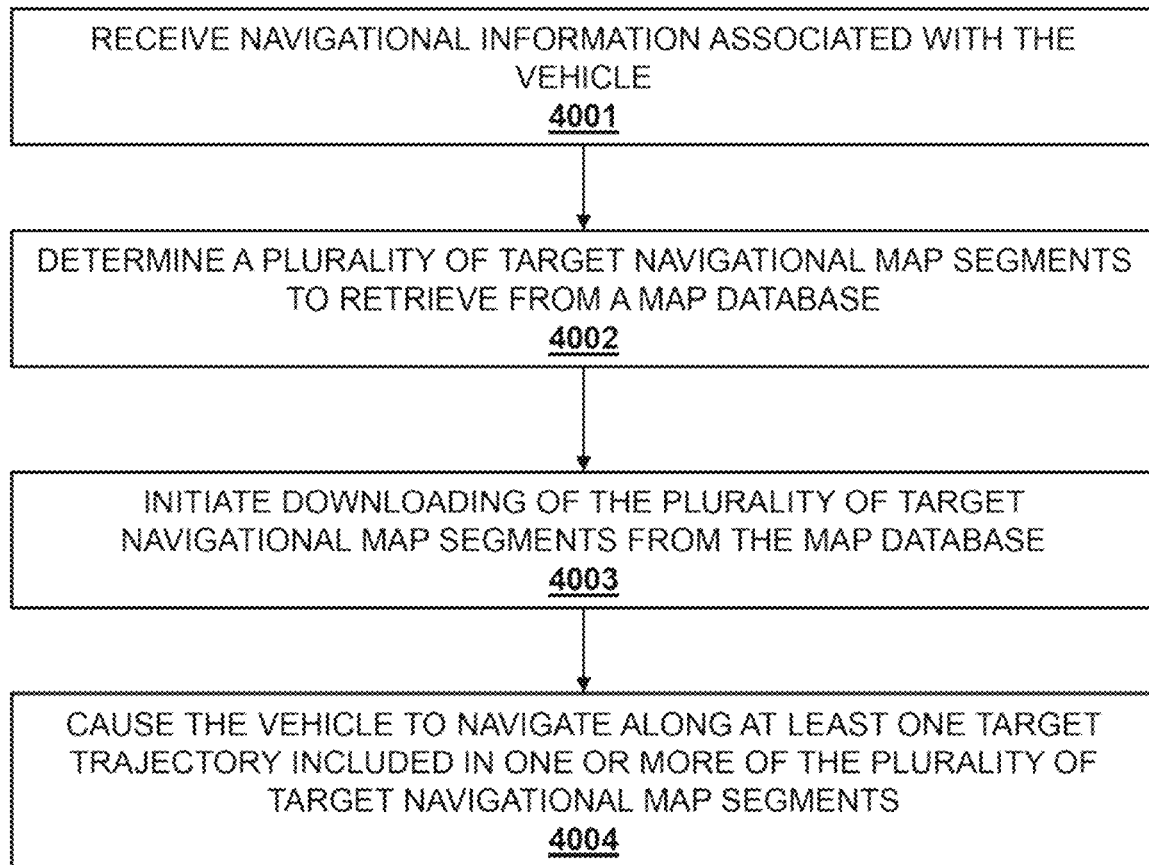 RECEIVE NAVIGATIONAL INFORMATION ASSOCIATED WITH THE
VEHICLE
4001
DETERMINE A PLURALITY OF TARGET NAVIGATIONAL MAP SEGMENTS
TO RETRIEVE FROM A MAP DATABASE
4002
INITIATE DOWNLOADING OF THE PLURALITY OF TARGET
NAVIGATIONAL MAP SEGMENTS FROM THE MAP DATABASE
4003
CAUSE THE VEHICLE TO NAVIGATE ALONG AT LEAST ONE TARGET
TRAJECTORY INCLUDED IN ONE OR MORE OF THE PLURALITY OF
TARGET NAVIGATIONAL MAP SEGMENTS
4004